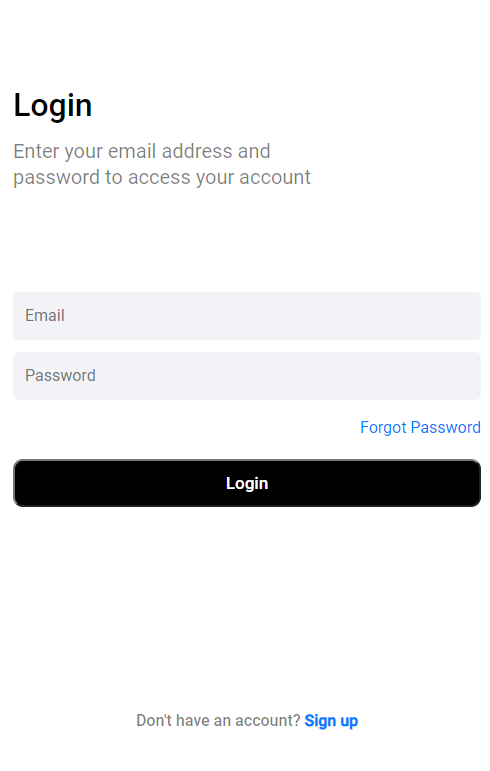 Login
Enter your email address and
password to access your account
Email
Password
Forgot Password
Login
Don't have an account? Sign up